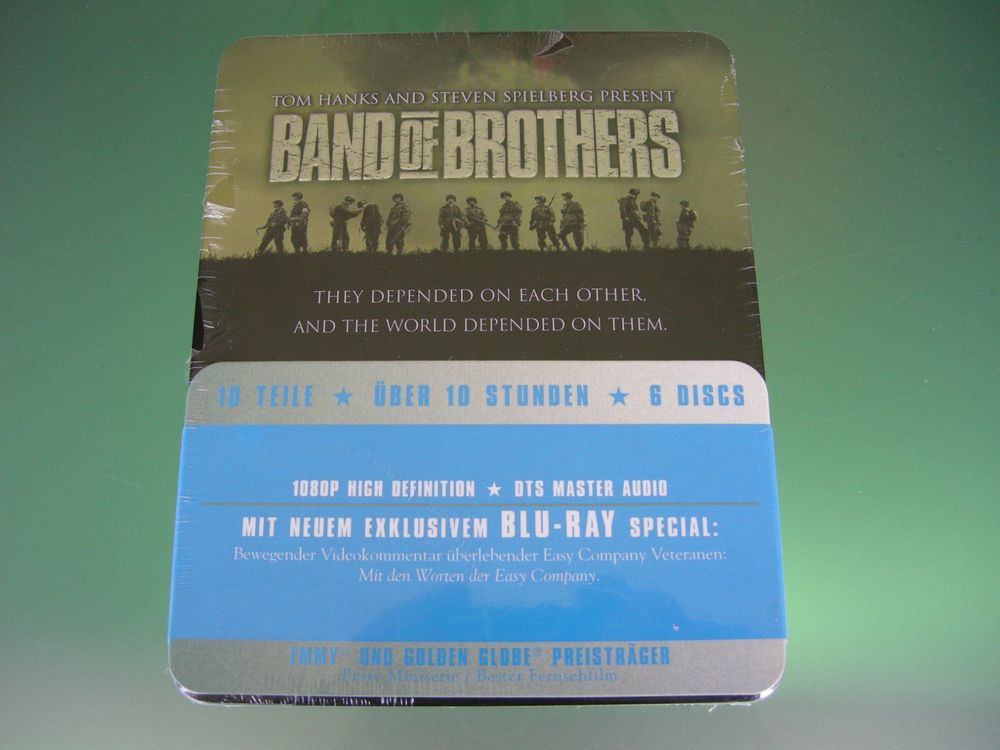 TOM HANKS AND STEVEN SPIELBERG PRESENT
BAND OF BROTHERS
THEY DEPENDED ON EACH OTHER,
AND THE WORLD DEPENDED ON THEM.
10 TEILE ★ ÜBER 10 STUNDEN ★ 6 DISCS
1080P HIGH DEFINITION ★ DTS MASTER AUDIO
MIT NEUEM EXKLUSIVEM BLU-RAY SPECIAL:
Bewegender Videokommentar überlebender Easy Company Veteranen:
Mit den Worten der Easy Company.
EMMY® UND GOLDEN GLOBE® PREISTRÄGER
Beste Miniserie / Bester Fernsehfilm